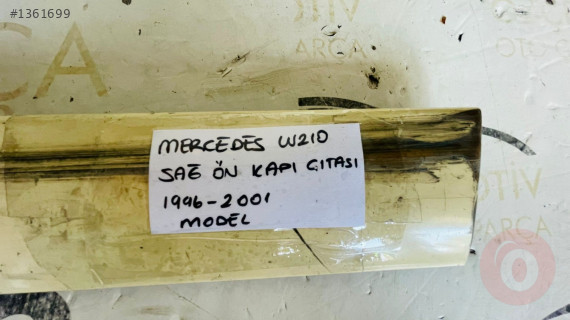 #1361699
MERCEDES W210
SAĞ ÖN KAPI ÇITASI
1996-2001
MODEL